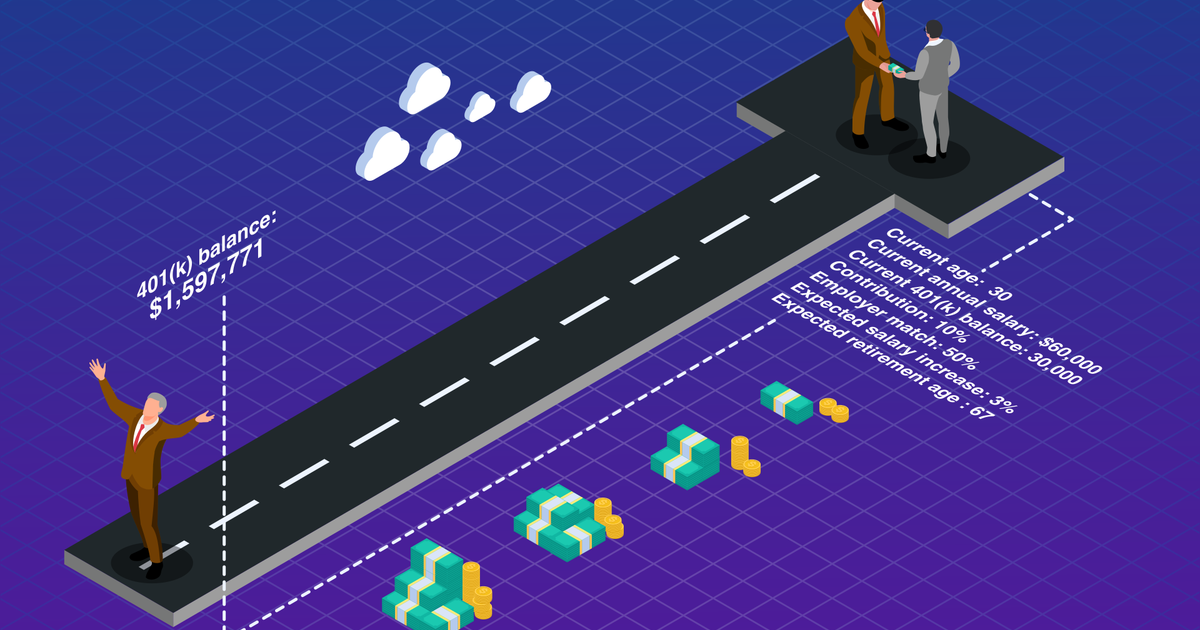 401(k) balance:
$1,597,771
Current age: 30
Current annual salary: $60,000
Current 401(k) balance: 30,000
Contribution: 10%
Employer match: 50%
Expected salary increase: 3%
Expected retirement age : 67